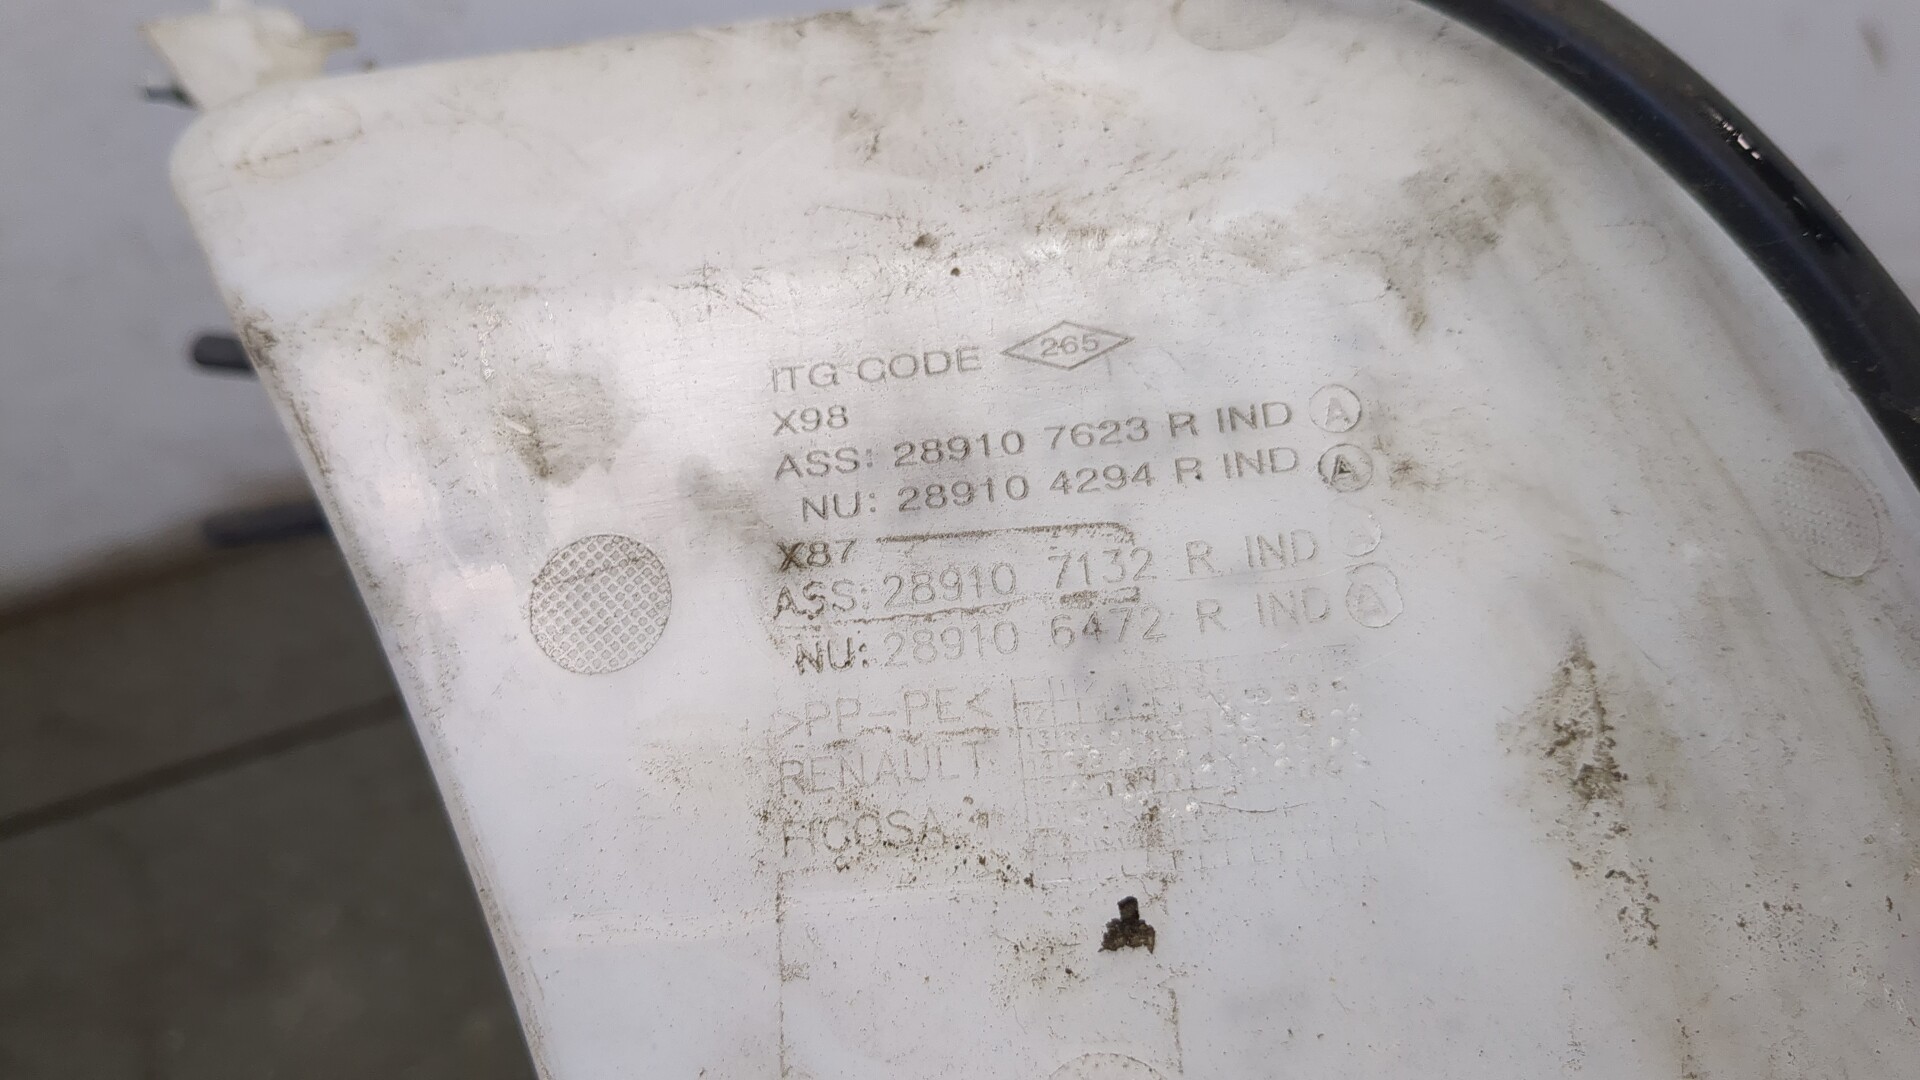 ITG CODE 265
X98
ASS: 28910 7623 R IND A
NU: 28910 4294 R IND A
X87
ASS: 28910 7132 R IND
NU: 28910 6472 R IND A
>PP-PE<
RENAULT
FICOSA